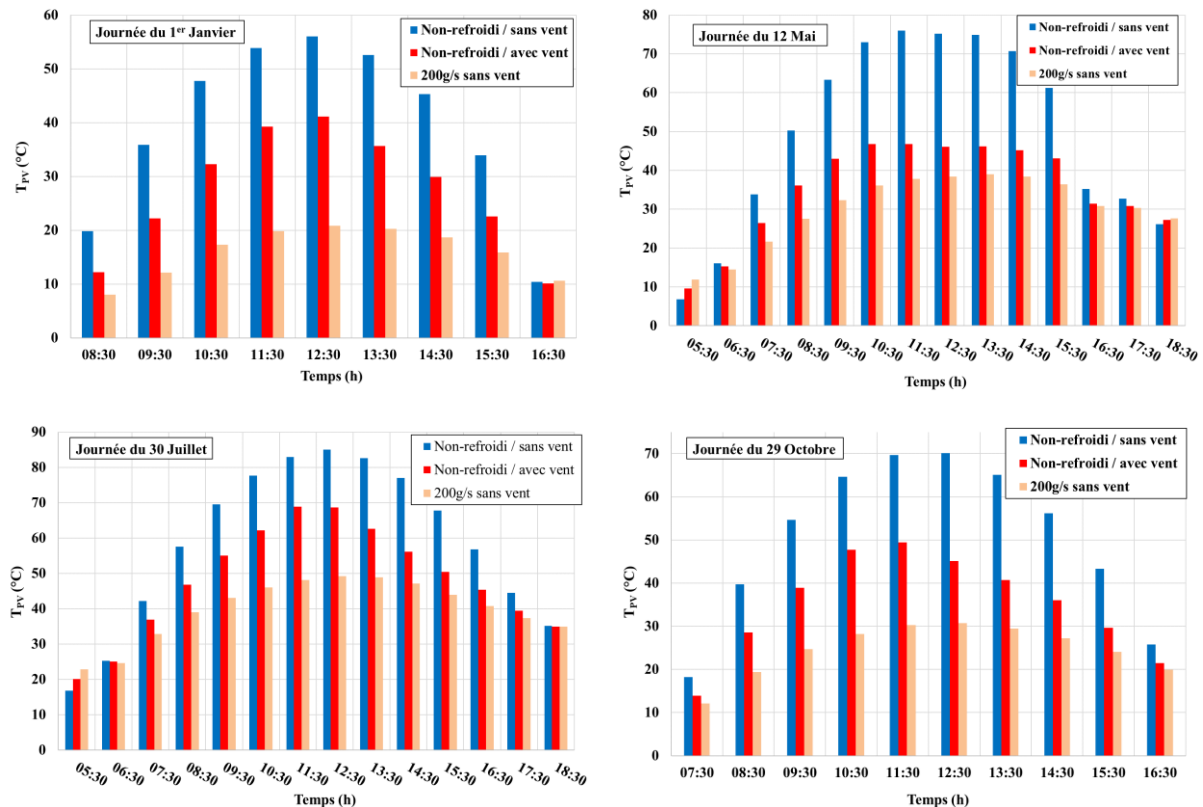 Journée du 1er Janvier
Non-refroidi / sans vent
Non-refroidi / avec vent
200g/s sans vent
60
50
40
30
20
10
0
TPV (°C)
08:30 09:30 10:30 11:30 12:30 13:30 14:30 15:30 16:30
Temps (h)
Journée du 12 Mai
Non-refroidi / sans vent
Non-refroidi / avec vent
200g/s sans vent
80
70
60
50
40
30
20
10
0
TPV (°C)
05:30 06:30 07:30 08:30 09:30 10:30 11:30 12:30 13:30 14:30 15:30 16:30 17:30 18:30
Temps (h)
Journée du 30 Juillet
Non-refroidi / sans vent
Non-refroidi / avec vent
200g/s sans vent
90
80
70
60
50
40
30
20
10
0
TPV (°C)
05:30 06:30 07:30 08:30 09:30 10:30 11:30 12:30 13:30 14:30 15:30 16:30 17:30 18:30
Temps (h)
Journée du 29 Octobre
Non-refroidi / sans vent
Non-refroidi / avec vent
200g/s sans vent
70
60
50
40
30
20
10
0
TPV (°C)
07:30 08:30 09:30 10:30 11:30 12:30 13:30 14:30 15:30 16:30
Temps (h)